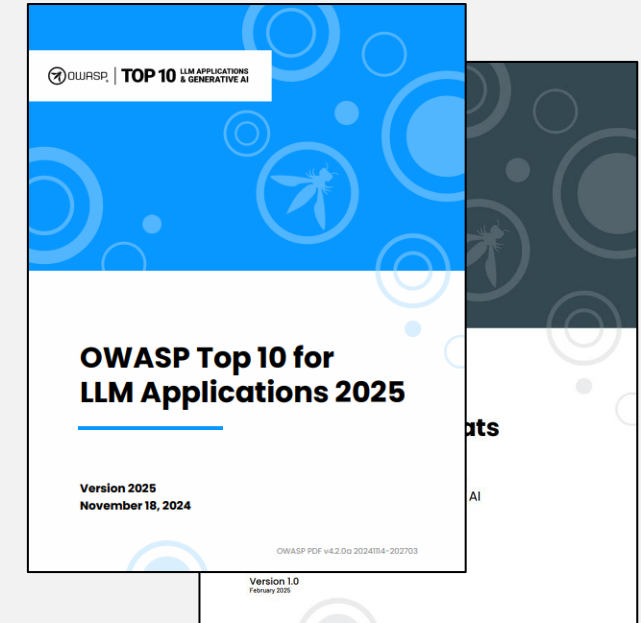 OWASP
TOP 10 LLM APPLICATIONS
& GENERATIVE AI
OWASP Top 10 for
LLM Applications 2025
Version 2025
November 18, 2024
OWASP PDF v4.2.0a 20241114-202703
ats
AI
Version 1.0
February 2025